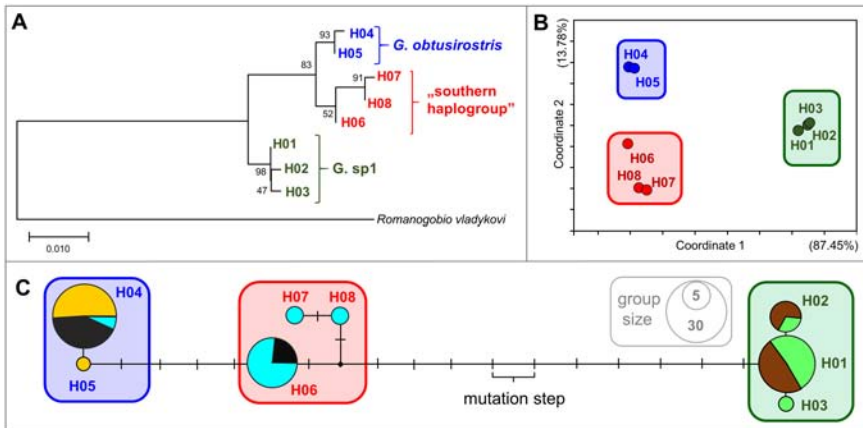 A
93
H04
H05
G. obtusirostris
83
91
H07
H08
52
H06
„southern
haplogroup”
H01
98
H02
47
H03
G. sp1
Romanogobio vladykovi
0.010
B
(13.78%)
Coordinate 2
H04
H05
H03
H02
H01
H06
H08
H07
Coordinate 1
(87.45%)
C
H04
H05
H07
H08
H06
group
size
5
30
mutation step
H02
H01
H03